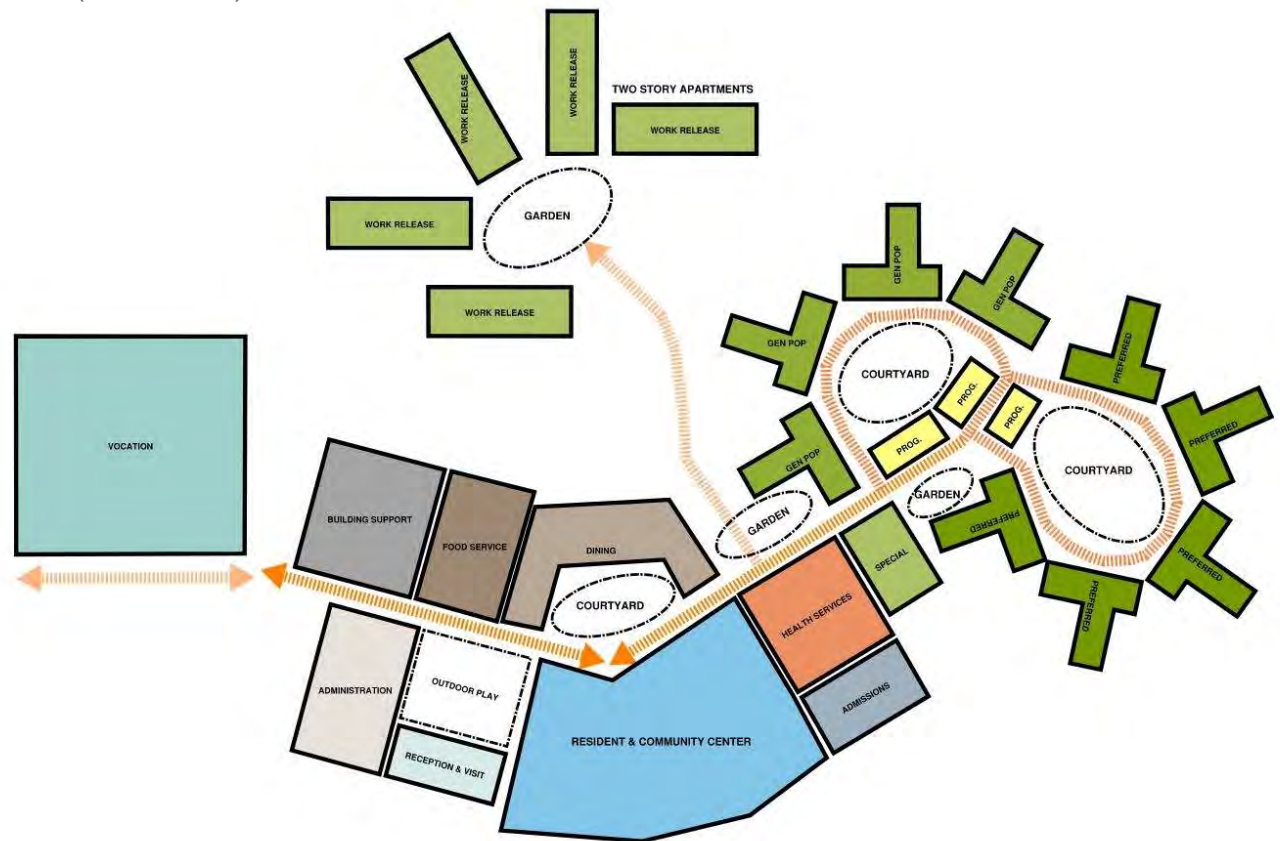 WORK RELEASE
WORK RELEASE
TWO STORY APARTMENTS
WORK RELEASE
WORK RELEASE
GARDEN
WORK RELEASE
GEN POP
GEN POP
GEN POP
GEN POP
COURTYARD
PROG.
PROG.
PROG.
PREFERRED
PREFERRED
COURTYARD
PREFERRED
PREFERRED
PREFERRED
GARDEN
GARDEN
VOCATION
BUILDING SUPPORT
FOOD SERVICE
DINING
COURTYARD
SPECIAL
HEALTH SERVICES
ADMISSIONS
ADMINISTRATION
OUTDOOR PLAY
RECEPTION & VISIT
RESIDENT & COMMUNITY CENTER